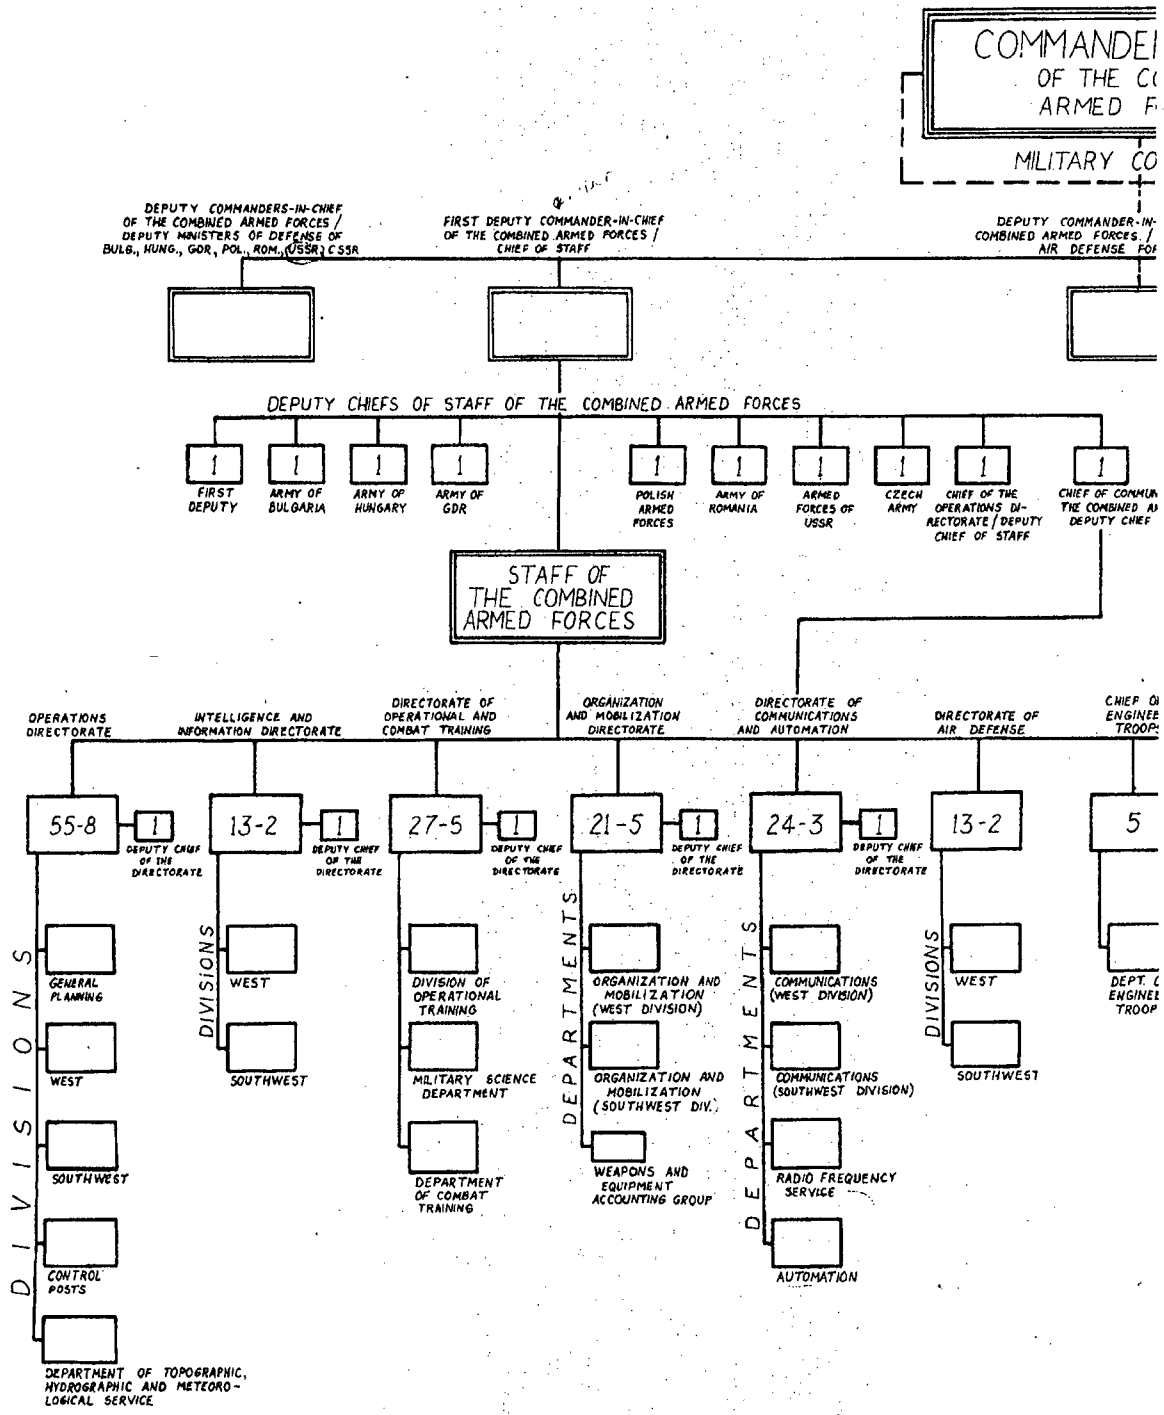 COMMANDE
OF THE CO
ARMED F
MILITARY CO
DEPUTY COMMANDERS-IN-CHIEF
OF THE COMBINED ARMED FORCES /
DEPUTY MINISTERS OF DEFENSE OF
BULG., HUNG., GDR, POL., ROM., USSR, CSSR
FIRST DEPUTY COMMANDER-IN-CHIEF
OF THE COMBINED ARMED FORCES /
CHIEF OF STAFF
DEPUTY COMMANDER-IN-
COMBINED ARMED FORCES /
AIR DEFENSE FOR
DEPUTY CHIEFS OF STAFF OF THE COMBINED ARMED FORCES
1
FIRST
DEPUTY
1
ARMY OF
BULGARIA
1
ARMY OF
HUNGARY
1
ARMY OF
GDR
1
POLISH
ARMED
FORCES
1
ARMY OF
ROMANIA
1
ARMED
FORCES OF
USSR
1
CZECH
ARMY
1
CHIEF OF THE
OPERATIONS DI-
RECTORATE / DEPUTY
CHIEF OF STAFF
1
CHIEF OF COMMUN
THE COMBINED A
DEPUTY CHIEF
STAFF OF
THE COMBINED
ARMED FORCES
OPERATIONS
DIRECTORATE
55-8
1
DEPUTY CHIEF
OF THE
DIRECTORATE
DIVISIONS
GENERAL
PLANNING
WEST
SOUTHWEST
CONTROL
POSTS
DEPARTMENT OF TOPOGRAPHIC,
HYDROGRAPHIC AND METEORO-
LOGICAL SERVICE
INTELLIGENCE AND
INFORMATION DIRECTORATE
13-2
1
DEPUTY CHIEF
OF THE
DIRECTORATE
DIVISIONS
WEST
SOUTHWEST
DIRECTORATE OF
OPERATIONAL AND
COMBAT TRAINING
27-5
1
DEPUTY CHIEF
OF THE
DIRECTORATE
DIVISION OF
OPERATIONAL
TRAINING
MILITARY SCIENCE
DEPARTMENT
DEPARTMENT
OF COMBAT
TRAINING
ORGANIZATION
AND MOBILIZATION
DIRECTORATE
21-5
1
DEPUTY CHIEF
OF THE
DIRECTORATE
DEPARTMENTS
ORGANIZATION AND
MOBILIZATION
(WEST DIVISION)
ORGANIZATION AND
MOBILIZATION
(SOUTHWEST DIV.)
WEAPONS AND
EQUIPMENT
ACCOUNTING GROUP
DIRECTORATE OF
COMMUNICATIONS
AND AUTOMATION
24-3
1
DEPUTY CHIEF
OF THE
DIRECTORATE
DEPARTMENTS
COMMUNICATIONS
(WEST DIVISION)
COMMUNICATIONS
(SOUTHWEST DIVISION)
RADIO FREQUENCY
SERVICE
AUTOMATION
DIRECTORATE OF
AIR DEFENSE
13-2
DIVISIONS
WEST
SOUTHWEST
CHIEF O
ENGINEE
TROOPS
5
DEPT. O
ENGINEE
TROOP